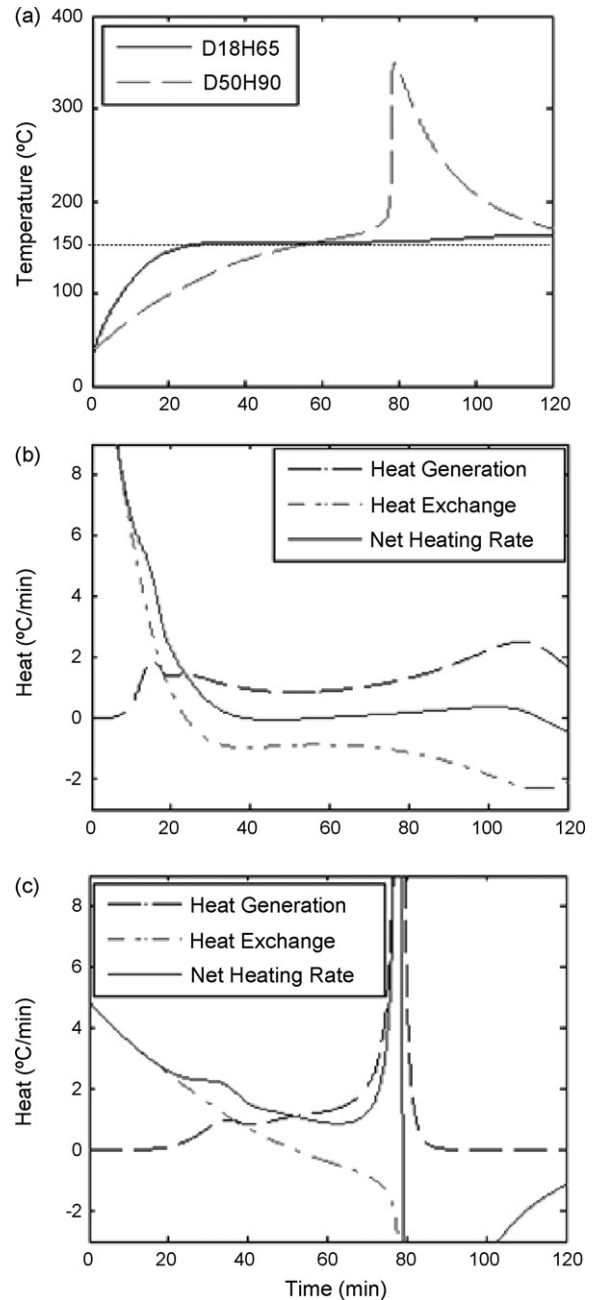 (a)
400
D18H65
D50H90
300
Temperature (ºC)
200
150
100
0
0 20 40 60 80 100 120
(b)
8
Heat Generation
Heat Exchange
Net Heating Rate
6
4
Heat (ºC/min)
2
0
-2
0 20 40 60 80 100 120
(c)
8
Heat Generation
Heat Exchange
Net Heating Rate
6
4
Heat (ºC/min)
2
0
-2
0 20 40 60 80 100 120
Time (min)